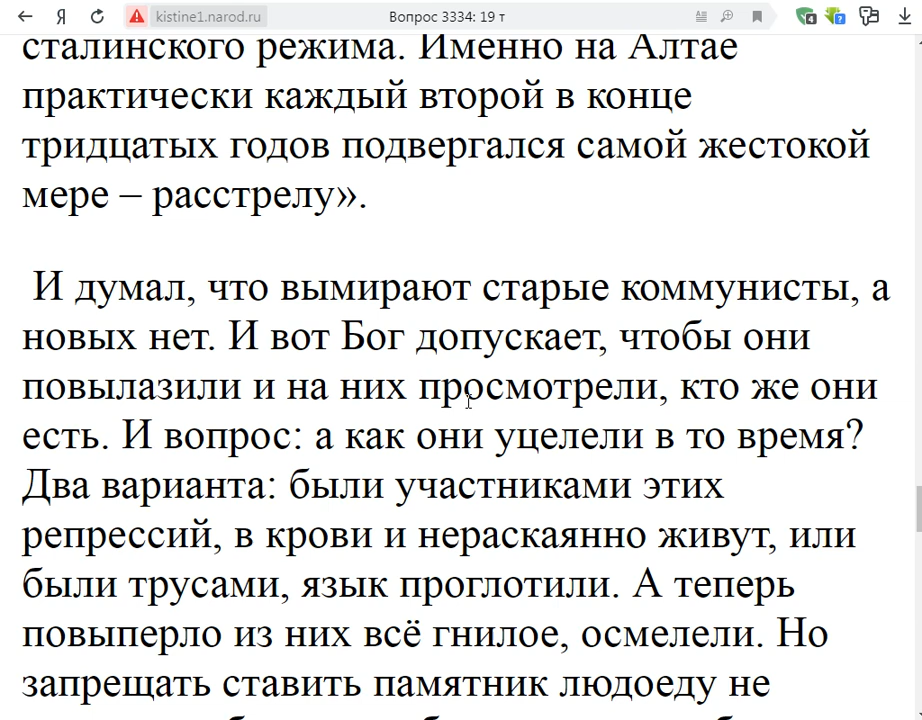 Я kistine1.narod.ru Вопрос 3334: 19 т
сталинского режима. Именно на Алтае
практически каждый второй в конце
тридцатых годов подвергался самой жестокой
мере – расстрелу».
И думал, что вымирают старые коммунисты, а
новых нет. И вот Бог допускает, чтобы они
повылазили и на них просмотрели, кто же они
есть. И вопрос: а как они уцелели в то время?
Два варианта: были участниками этих
репрессий, в крови и нераскаянно живут, или
были трусами, язык проглотили. А теперь
повыперло из них всё гнилое, осмелели. Но
запрещать ставить памятник людоеду не